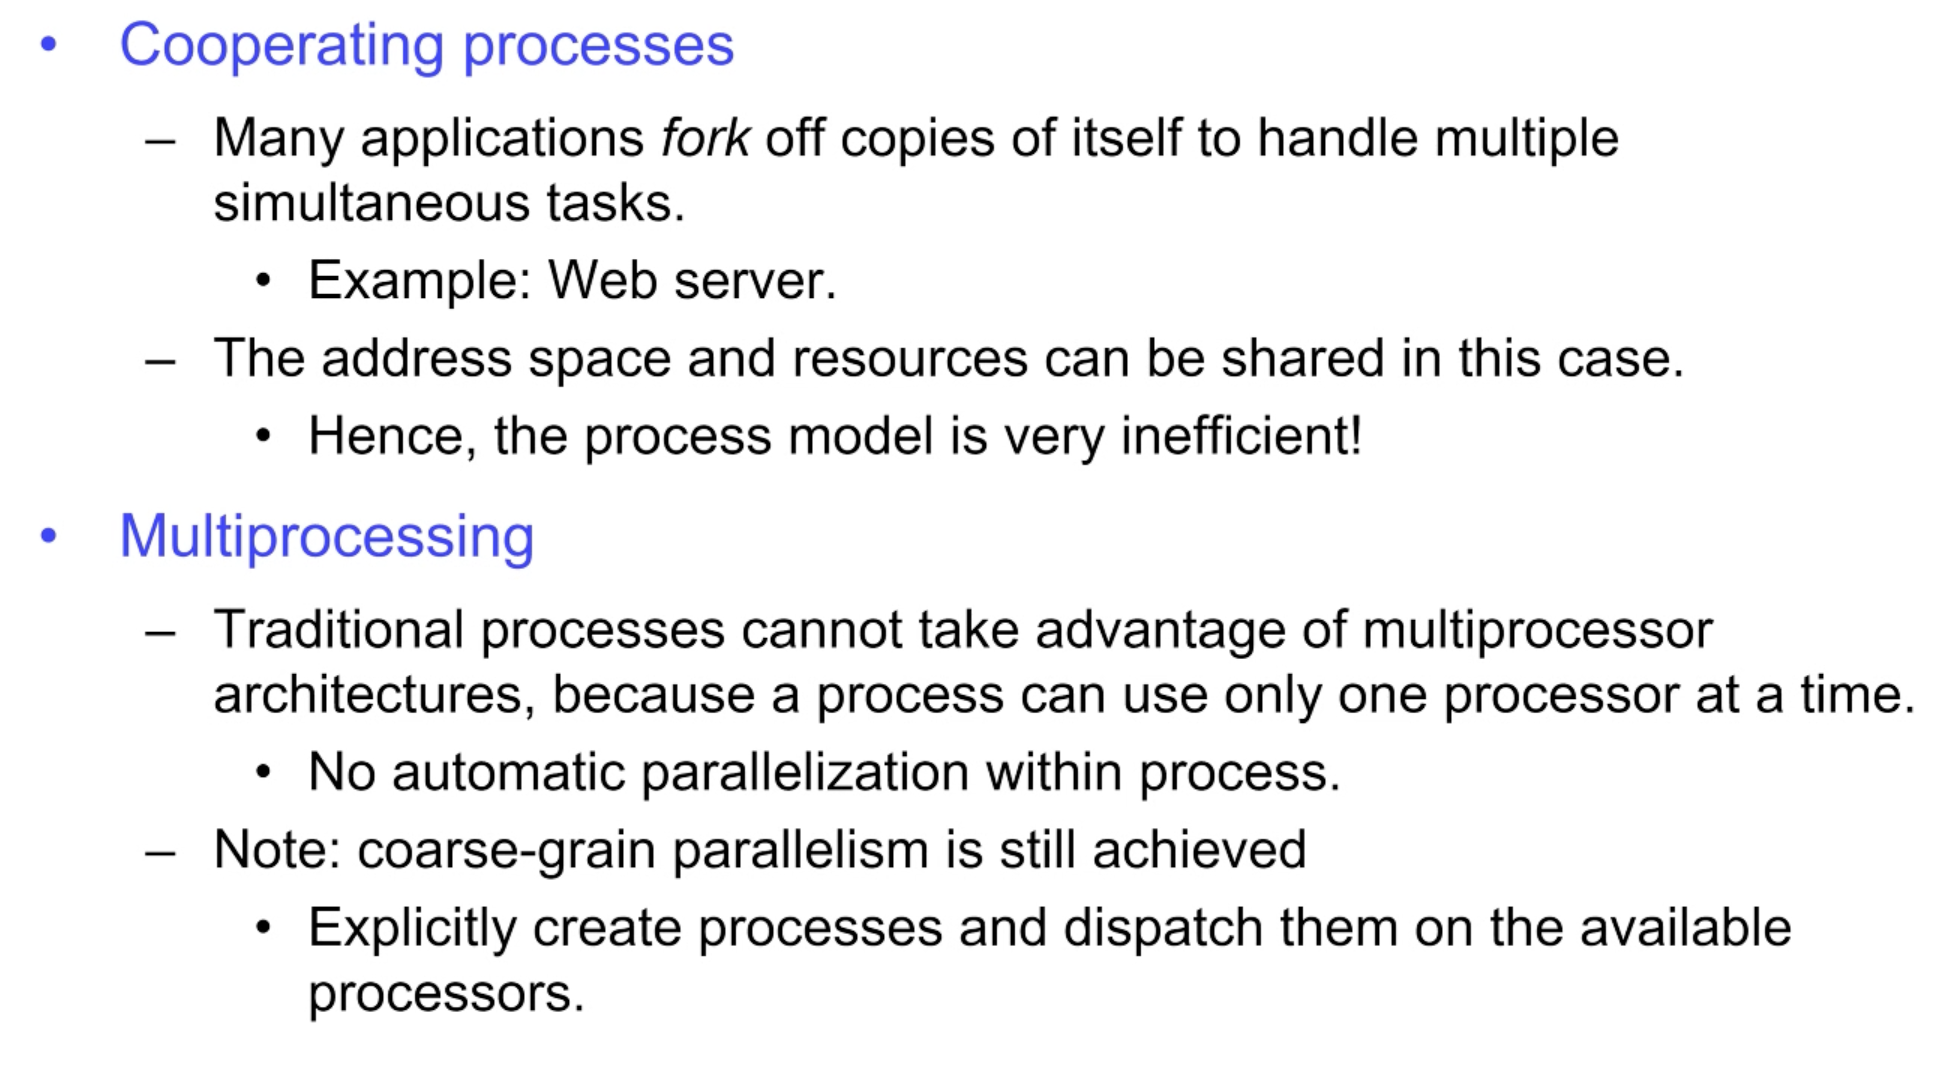 • Cooperating processes
– Many applications fork off copies of itself to handle multiple
simultaneous tasks.
• Example: Web server.
– The address space and resources can be shared in this case.
• Hence, the process model is very inefficient!
• Multiprocessing
– Traditional processes cannot take advantage of multiprocessor
architectures, because a process can use only one processor at a time.
• No automatic parallelization within process.
– Note: coarse-grain parallelism is still achieved
• Explicitly create processes and dispatch them on the available
processors.